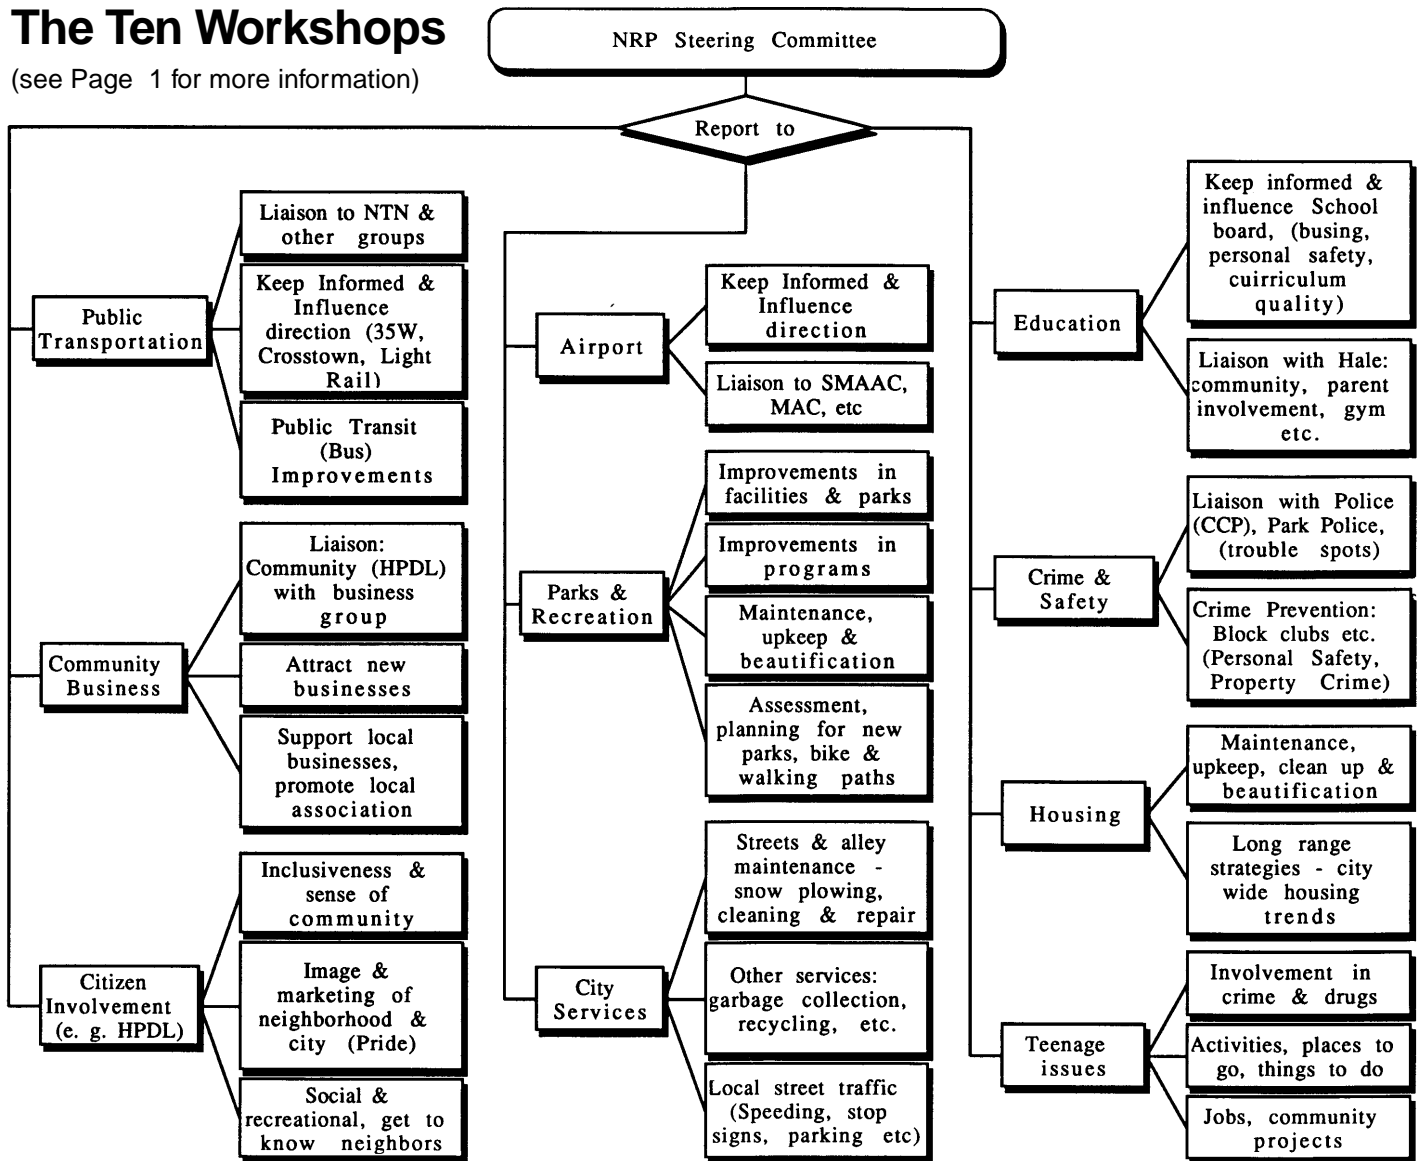 The Ten Workshops
(see Page 1 for more information)
NRP Steering Committee
Report to
Public
Transportation
Liaison to NTN &
other groups
Keep Informed &
Influence
direction (35W,
Crosstown, Light
Rail)
Public Transit
(Bus)
Improvements
Community
Business
Liaison:
Community (HPDL)
with business
group
Attract new
businesses
Support local
businesses,
promote local
association
Citizen
Involvement
(e. g. HPDL)
Inclusiveness &
sense of
community
Image &
marketing of
neighborhood &
city (Pride)
Social &
recreational, get to
know neighbors
Airport
Keep Informed &
Influence
direction
Liaison to SMAAC,
MAC, etc
Parks &
Recreation
Improvements in
facilities & parks
Improvements in
programs
Maintenance,
upkeep &
beautification
Assessment,
planning for new
parks, bike &
walking paths
City
Services
Streets & alley
maintenance -
snow plowing,
cleaning & repair
Other services:
garbage collection,
recycling, etc.
Local street traffic
(Speeding, stop
signs, parking etc)
Education
Keep informed &
influence School
board, (busing,
personal safety,
cuirriculum
quality)
Liaison with Hale:
community, parent
involvement, gym
etc.
Crime &
Safety
Liaison with Police
(CCP), Park Police,
(trouble spots)
Crime Prevention:
Block clubs etc.
(Personal Safety,
Property Crime)
Housing
Maintenance,
upkeep, clean up &
beautification
Long range
strategies - city
wide housing
trends
Teenage
issues
Involvement in
crime & drugs
Activities, places to
go, things to do
Jobs, community
projects